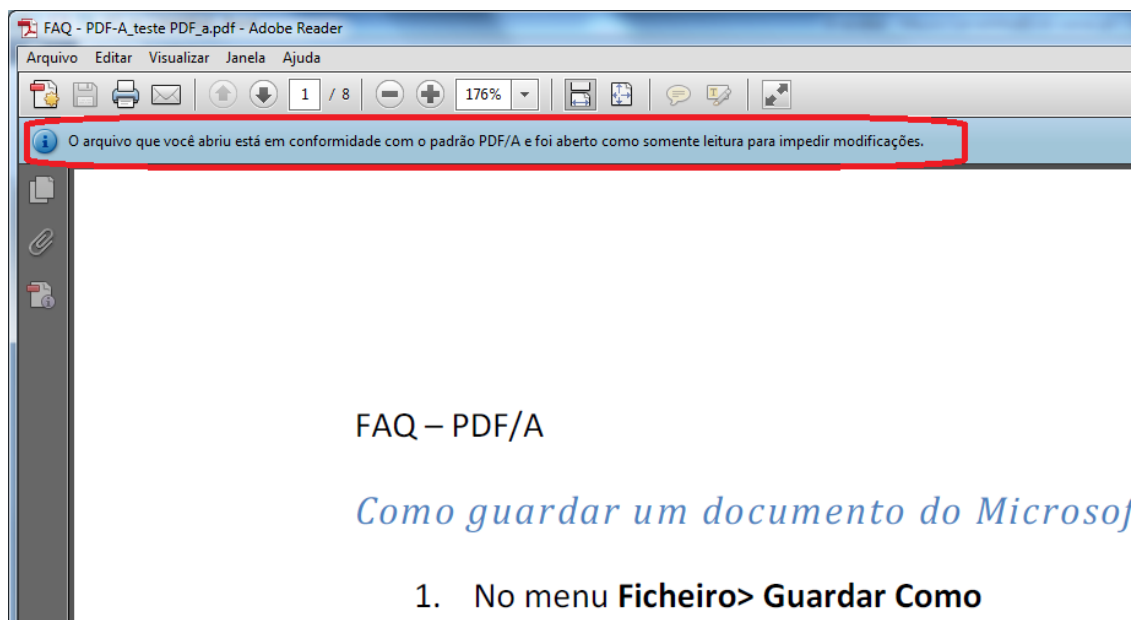 FAQ - PDF-A_teste PDF_a.pdf - Adobe Reader
Arquivo Editar Visualizar Janela Ajuda
1 / 8 176%
O arquivo que você abriu está em conformidade com o padrão PDF/A e foi aberto como somente leitura para impedir modificações.
FAQ – PDF/A
Como guardar um documento do Microsof
1. No menu Ficheiro> Guardar Como